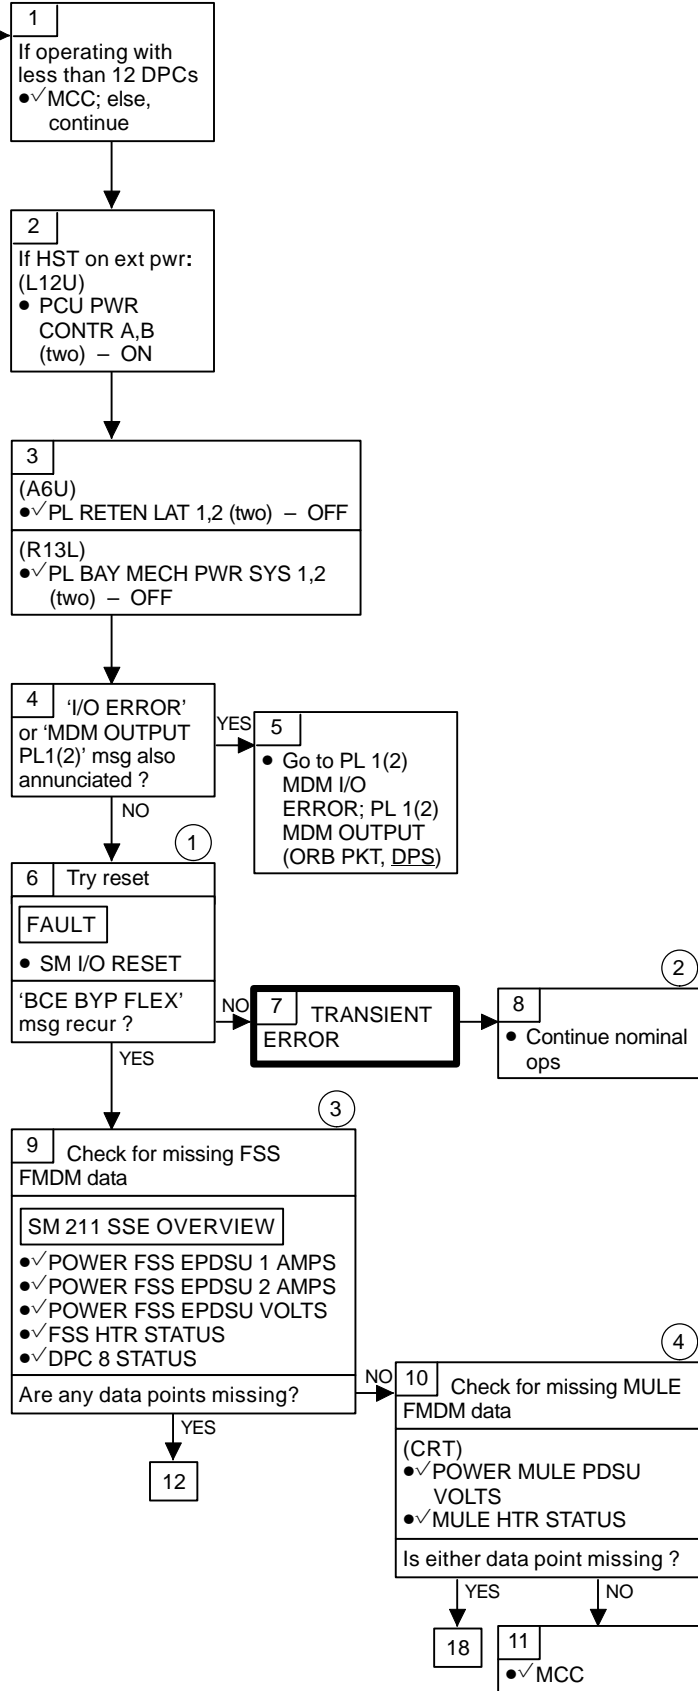 1
If operating with
less than 12 DPCs
●√MCC; else,
continue
2
If HST on ext pwr:
(L12U)
● PCU PWR
CONTR A,B
(two) – ON
3
(A6U)
●√PL RETEN LAT 1,2 (two) – OFF
(R13L)
●√PL BAY MECH PWR SYS 1,2
(two) – OFF
4 'I/O ERROR'
or 'MDM OUTPUT
PL1(2)' msg also
annunciated ?
YES
5
● Go to PL 1(2)
MDM I/O
ERROR; PL 1(2)
MDM OUTPUT
(ORB PKT, DPS)
NO
1
6 Try reset
FAULT
● SM I/O RESET
'BCE BYP FLEX'
msg recur ?
NO
7 TRANSIENT
ERROR
2
8
● Continue nominal
ops
YES
3
9 Check for missing FSS
FMDM data
SM 211 SSE OVERVIEW
●√POWER FSS EPDSU 1 AMPS
●√POWER FSS EPDSU 2 AMPS
●√POWER FSS EPDSU VOLTS
●√FSS HTR STATUS
●√DPC 8 STATUS
Are any data points missing?
YES
12
NO
4
10 Check for missing MULE
FMDM data
(CRT)
●√POWER MULE PDSU
VOLTS
●√MULE HTR STATUS
Is either data point missing ?
YES
18
NO
11
●√MCC